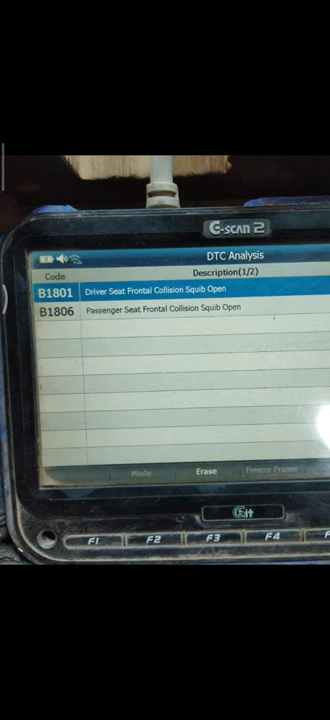 G-scan 2
DTC Analysis
Code Description(1/2)
B1801 Driver Seat Frontal Collision Squib Open
B1806 Passenger Seat Frontal Collision Squib Open
Mode Erase Freeze Frame
Git
F1 F2 F3 F4